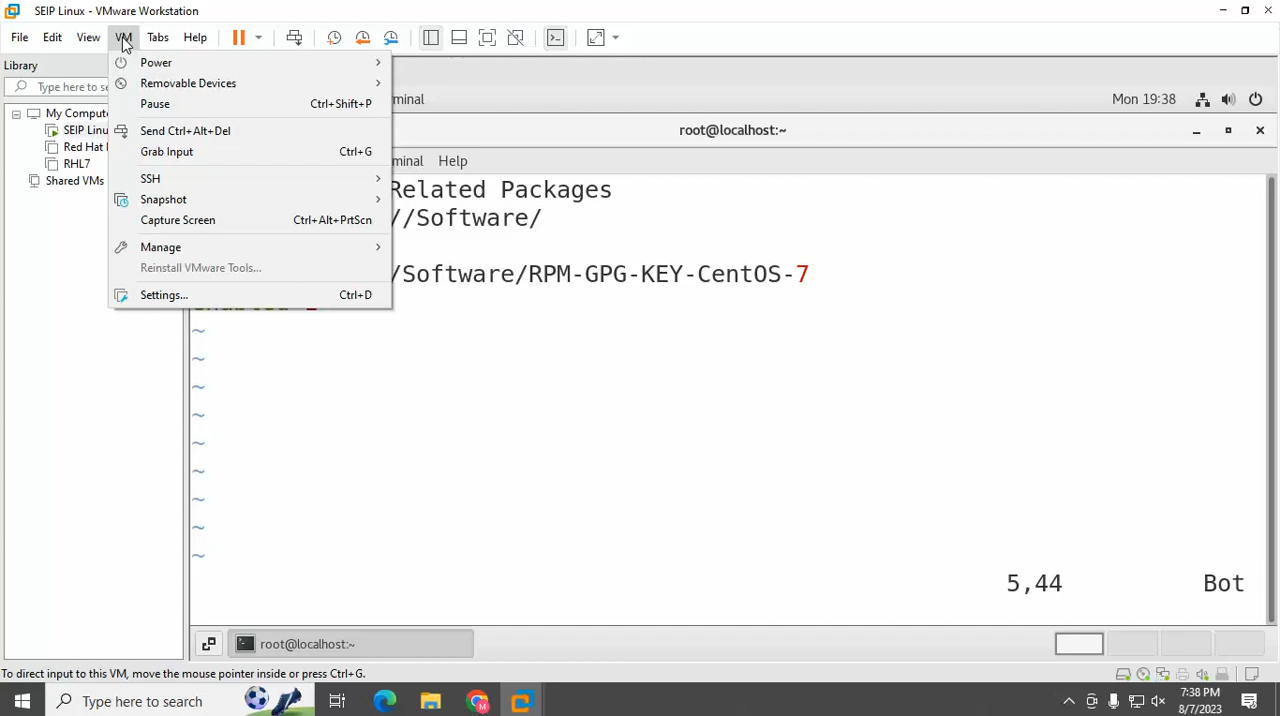 SEIP Linux - VMware Workstation
File Edit View VM Tabs Help
Library
Type here to se
My Compute
SEIP Linu
Red Hat
RHL7
Shared VMs
Power
Removable Devices
Pause Ctrl+Shift+P
Send Ctrl+Alt+Del
Grab Input Ctrl+G
SSH
Snapshot
Capture Screen Ctrl+Alt+PrtScn
Manage
Reinstall VMware Tools...
Settings... Ctrl+D
minal Mon 19:38
root@localhost:~
minal Help
Related Packages
//Software/
/Software/RPM-GPG-KEY-CentOS-7
~
~
~
~
~
~
~
~
~
5,44 Bot
root@localhost:~
To direct input to this VM, move the mouse pointer inside or press Ctrl+G.
Type here to search
7:38 PM
8/7/2023